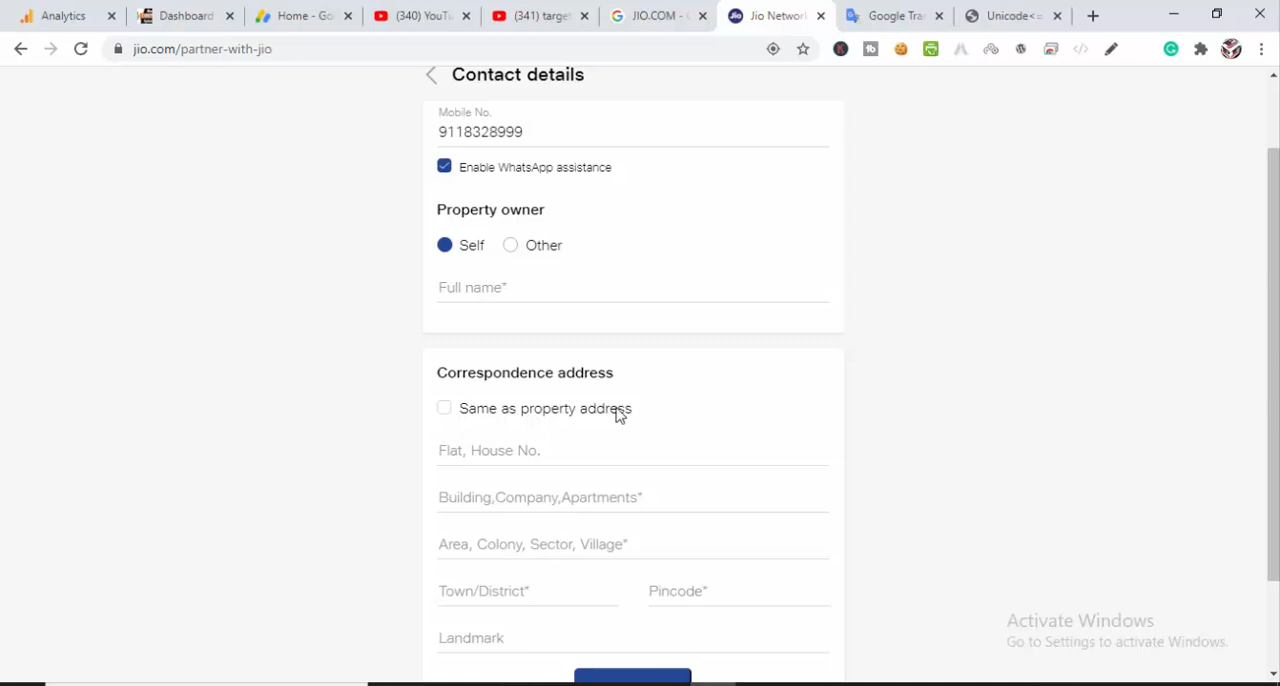 Analytics
Dashboard
Home - Go
(340) YouTu
(341) target
JIO.COM - 
Jio Network
Google Tra
Unicode<=
jio.com/partner-with-jio
Contact details
Mobile No.
9118328999
Enable WhatsApp assistance
Property owner
Self Other
Full name*
Correspondence address
Same as property address
Flat, House No.
Building,Company,Apartments*
Area, Colony, Sector, Village*
Town/District* Pincode*
Landmark
Activate Windows
Go to Settings to activate Windows.